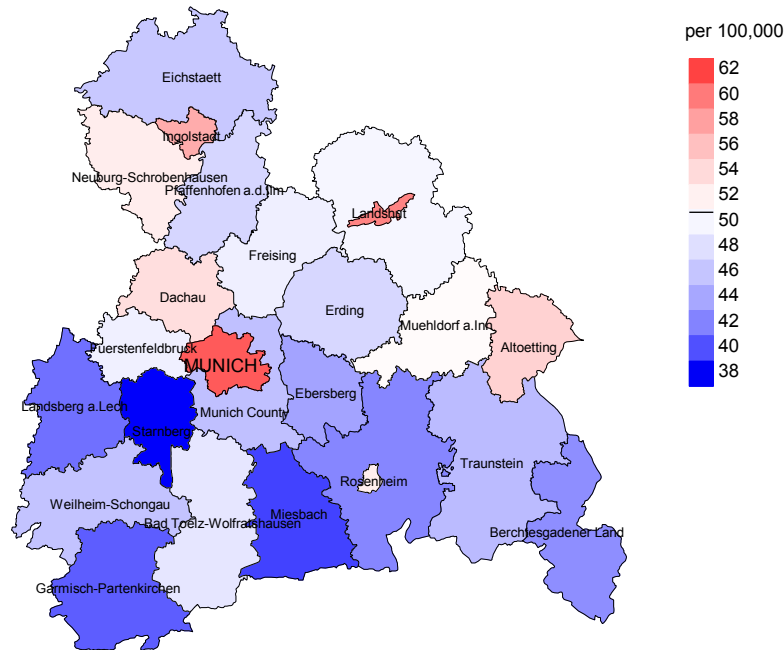 per 100,000
62
60
58
56
54
52
50
48
46
44
42
40
38
Eichstaett
Ingolstadt
Neuburg-Schrobenhausen
Pfaffenhofen a.d.Ilm
Landshut
Freising
Dachau
Erding
Muehldorf a.Inn
Altoetting
Fuerstenfeldbruck
MUNICH
Ebersberg
Landsberg a.Lech
Munich County
Starnberg
Traunstein
Rosenheim
Weilheim-Schongau
Miesbach
Bad Toelz-Wolfratshausen
Berchtesgadener Land
Garmisch-Partenkirchen